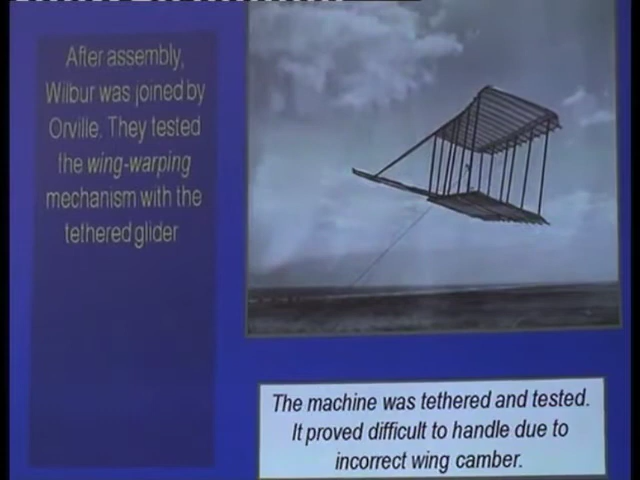 After assembly,
Wilbur was joined by
Orville. They tested
the wing-warping
mechanism with the
tethered glider
The machine was tethered and tested.
It proved difficult to handle due to
incorrect wing camber.